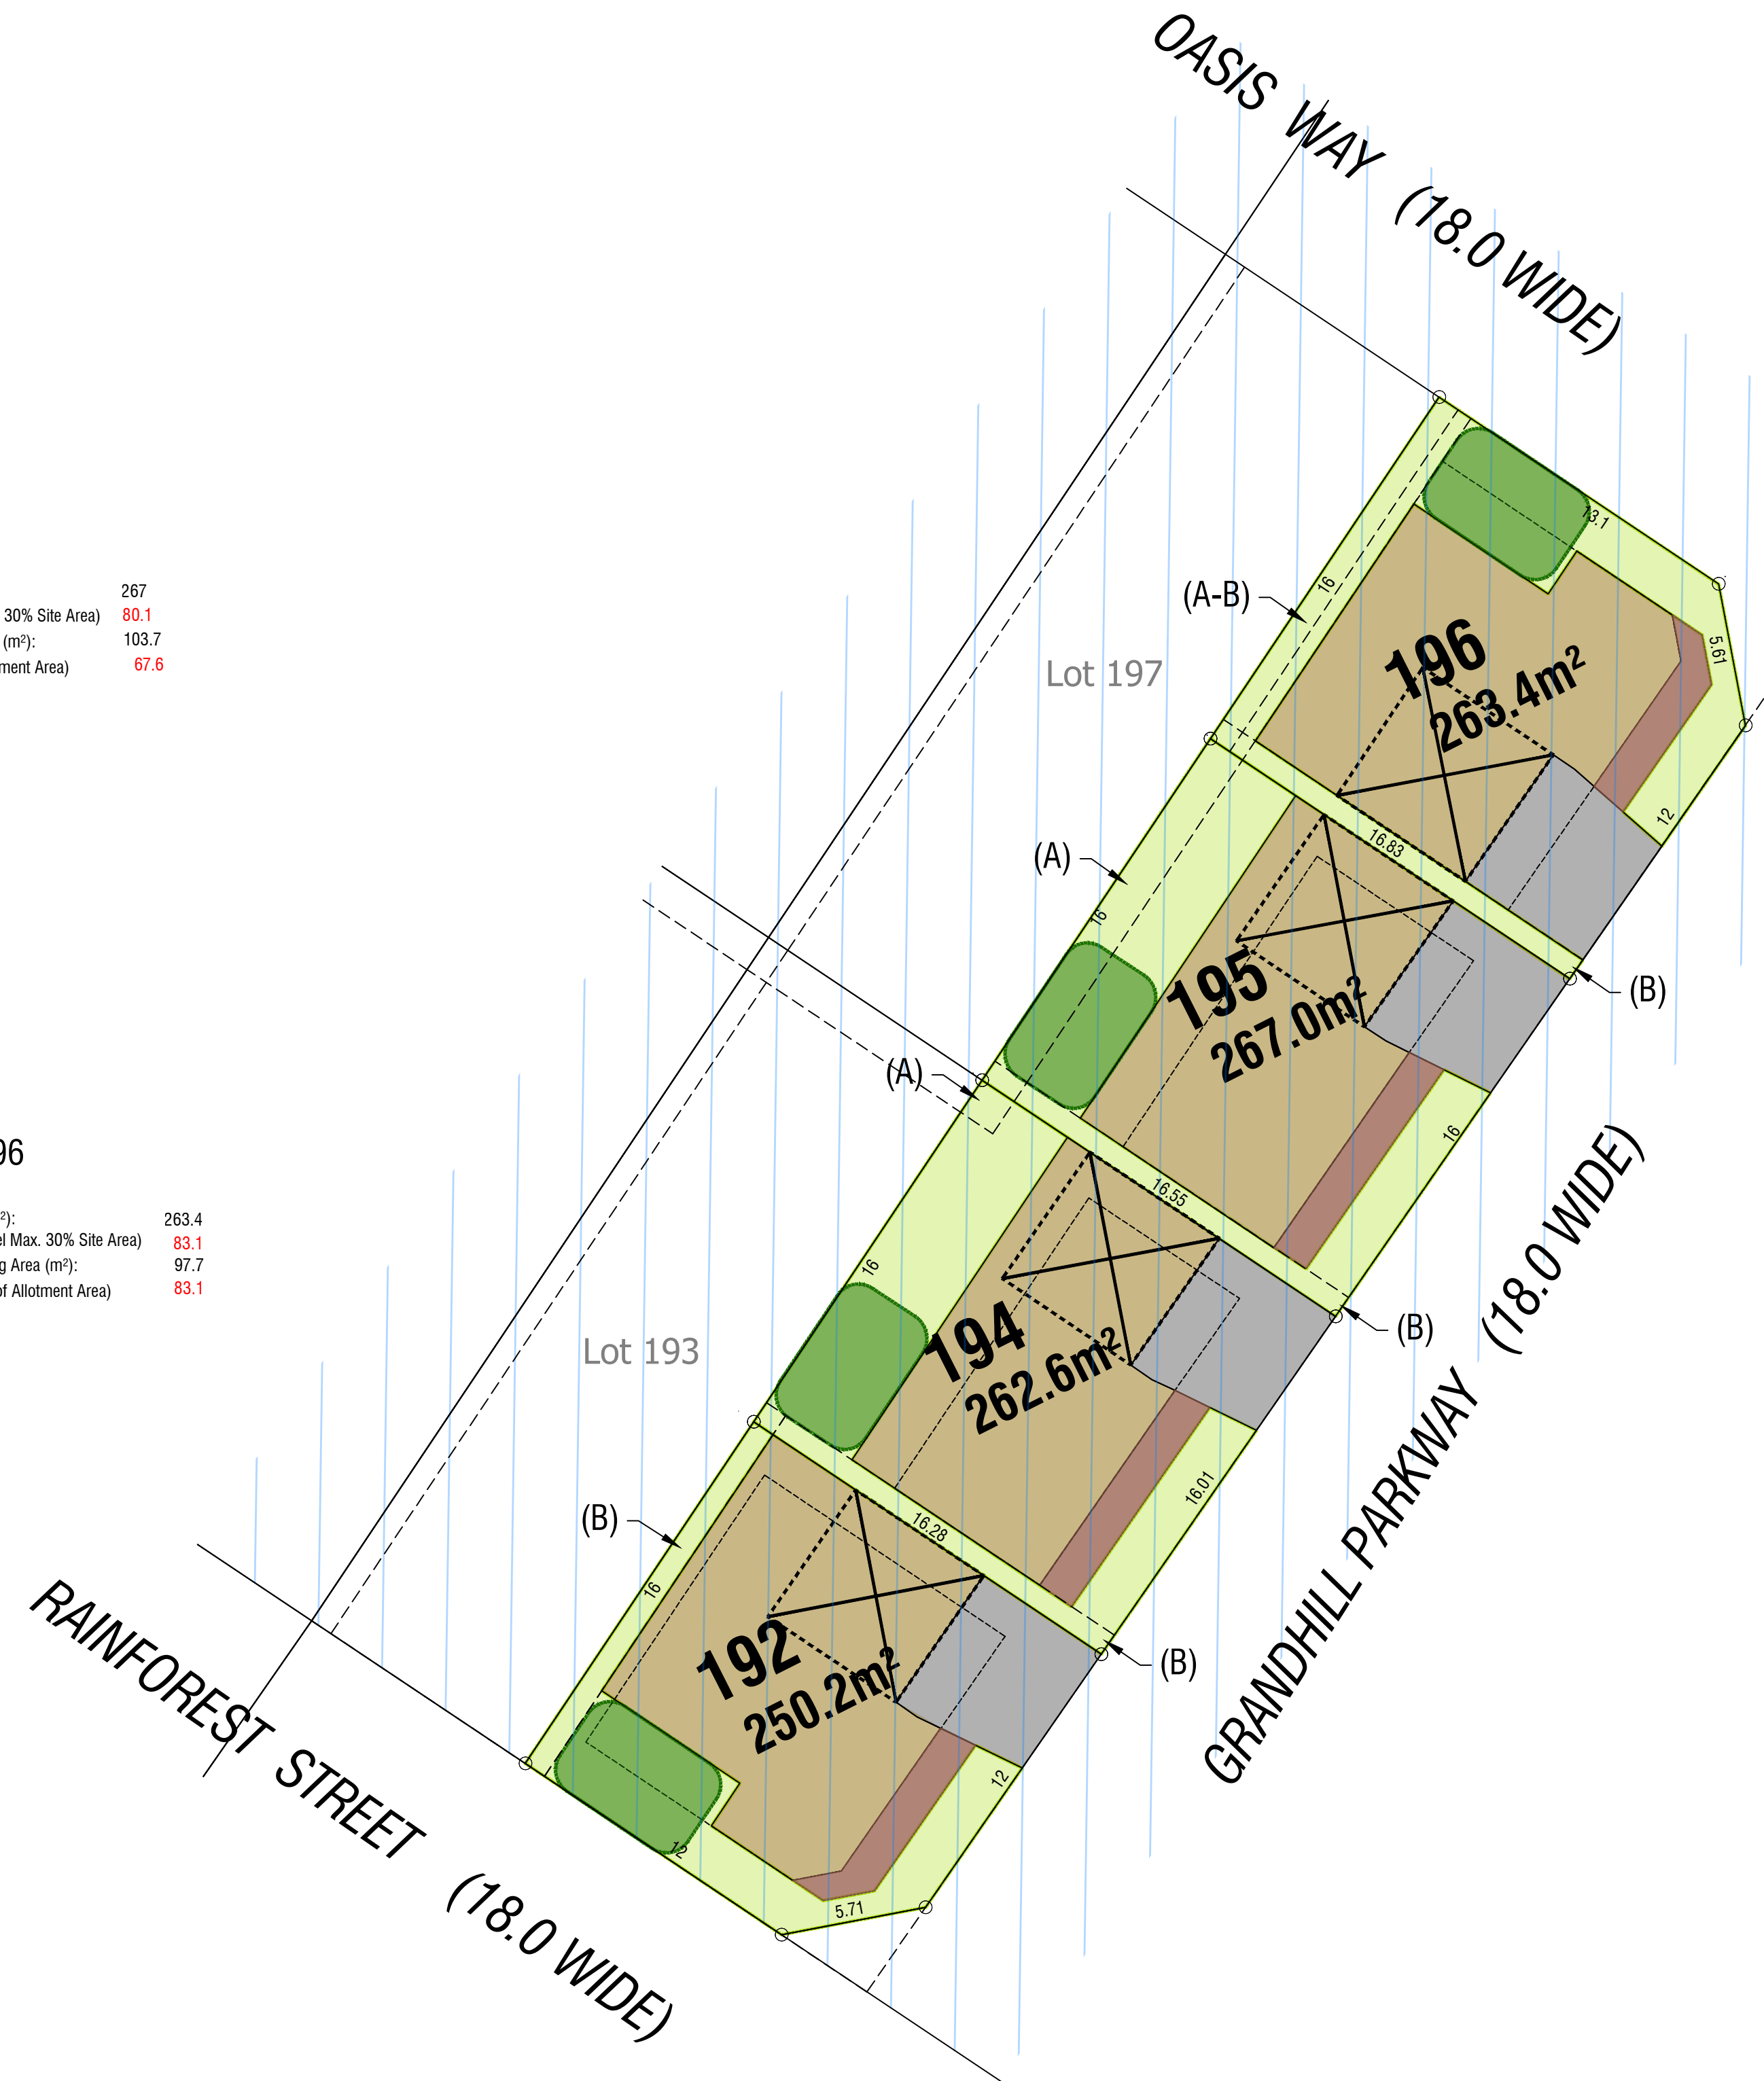 OASIS WAY (18.0 WIDE)
267
30% Site Area) 80.1
(m²): 103.7
ment Area) 67.6
13.1
16
(A-B)
5.61
Lot 197
196
263.4m²
12
16.83
(A)
16
195
267.0m²
(B)
(A)
16
96
²):
263.4
el Max. 30% Site Area) 83.1
g Area (m²): 97.7
of Allotment Area) 83.1
16.55
16
Lot 193
194
262.6m²
(B)
GRANDHILL PARKWAY (18.0 WIDE)
16.01
(B)
16.28
16
192
250.2m²
(B)
12
RAINFOREST STREET (18.0 WIDE)
12
5.71